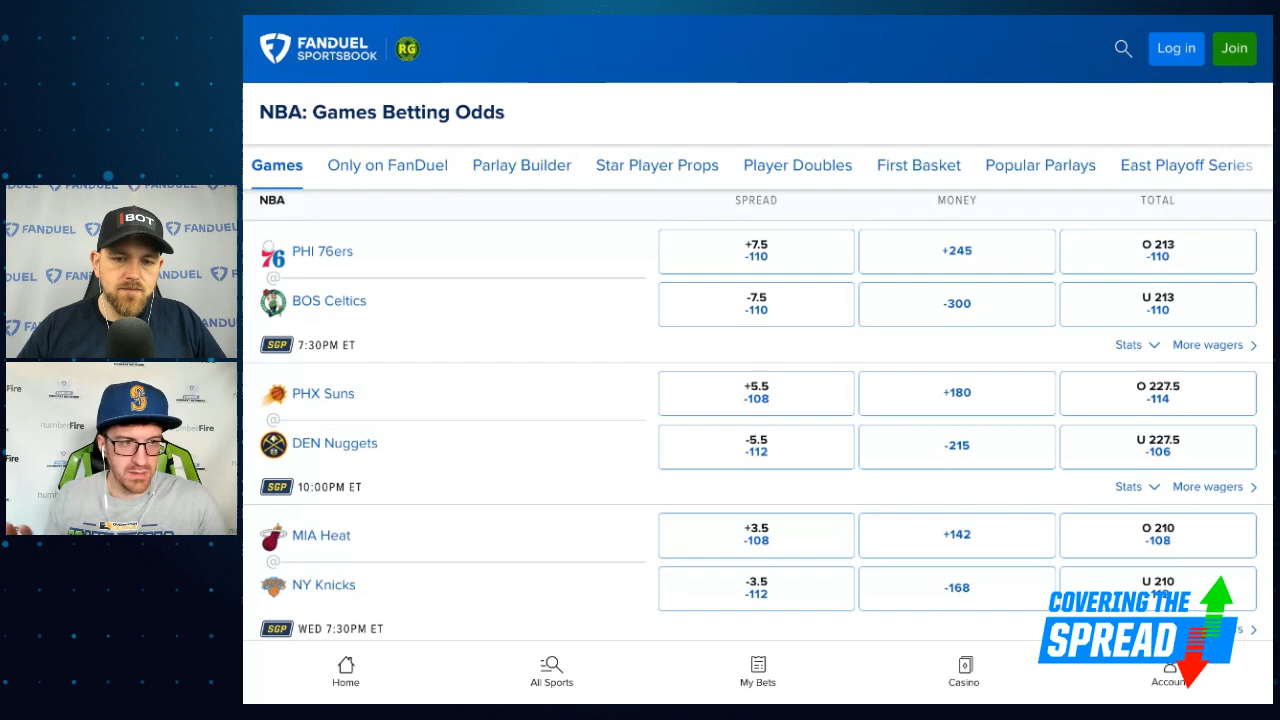 FANDUEL
SPORTSBOOK
RG
Log in
Join
NBA: Games Betting Odds
Games
Only on FanDuel
Parlay Builder
Star Player Props
Player Doubles
First Basket
Popular Parlays
East Playoff Series
NBA
SPREAD
MONEY
TOTAL
76
PHI 76ers
+7.5
-110
+245
O 213
-110
@
BOS Celtics
-7.5
-110
-300
U 213
-110
SGP 7:30PM ET
Stats
More wagers
PHX Suns
+5.5
-108
+180
O 227.5
-114
@
DEN Nuggets
-5.5
-112
-215
U 227.5
-106
SGP 10:00PM ET
Stats
More wagers
MIA Heat
+3.5
-108
+142
O 210
-108
@
NY Knicks
-3.5
-112
-168
U 210
SGP WED 7:30PM ET
Home
All Sports
My Bets
Casino
COVERING THE
SPREAD
BOT
FANDUEL
FANDUEL
S
numberFire